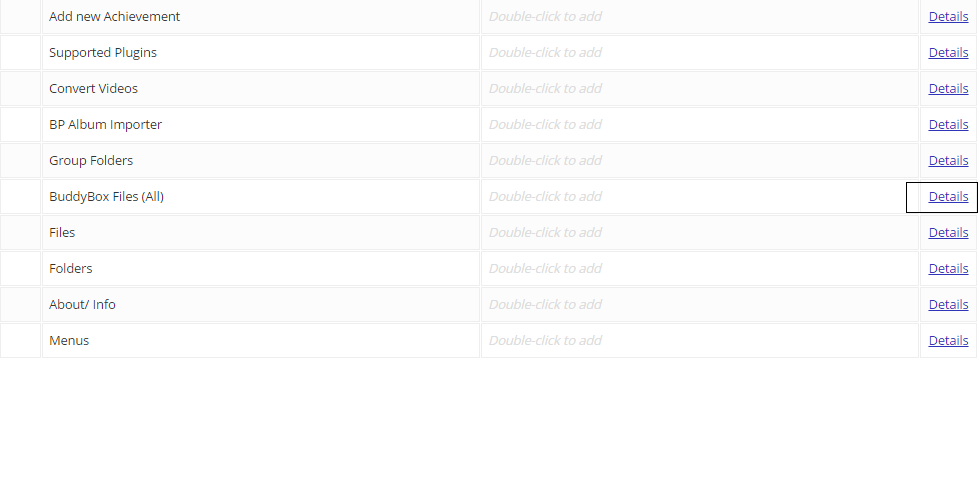 Add new Achievement Double-click to add Details
Supported Plugins Double-click to add Details
Convert Videos Double-click to add Details
BP Album Importer Double-click to add Details
Group Folders Double-click to add Details
BuddyBox Files (All) Double-click to add Details
Files Double-click to add Details
Folders Double-click to add Details
About/ Info Double-click to add Details
Menus Double-click to add Details